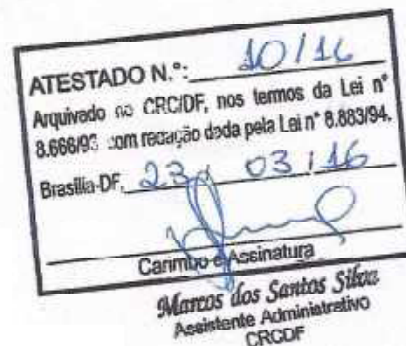 ATESTADO N.º: 10/16
Arquivado no CRC/DF, nos termos da Lei nº
8.666/93 com redação dada pela Lei nº 8.883/94.
Brasília-DF, 23 / 03 / 16
Carimbo e Assinatura
Marcos dos Santos Silva
Assistente Administrativo
CRCDF